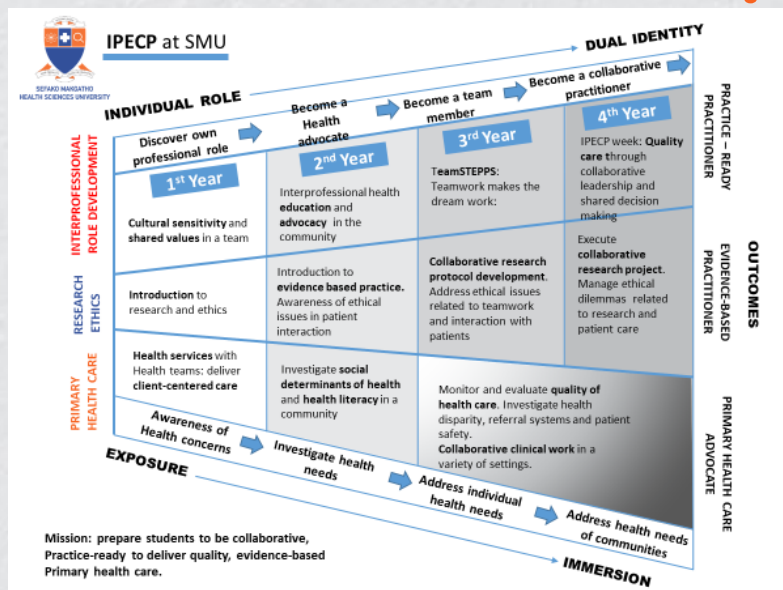 IPECP at SMU
SEFAKO MAKGATHO
HEALTH SCIENCES UNIVERSITY
INDIVIDUAL ROLE
DUAL IDENTITY
Discover own
professional role
Become a
Health
advocate
Become a team
member
Become a collaborative
practitioner
INTERPROFESSIONAL
ROLE DEVELOPMENT
1st Year
Cultural sensitivity and
shared values in a team
2nd Year
Interprofessional health
education and
advocacy in the
community
3rd Year
TeamSTEPPS:
Teamwork makes the
dream work:
4th Year
IPECP week: Quality
care through
collaborative
leadership and
shared decision
making
PRACTICE – READY
PRACTITIONER
RESEARCH
ETHICS
Introduction to
research and ethics
Introduction to
evidence based practice.
Awareness of ethical
issues in patient
interaction
Collaborative research
protocol development.
Address ethical issues
related to teamwork
and interaction with
patients
Execute
collaborative
research project.
Manage ethical
dilemmas related
to research and
patient care
EVIDENCE-BASED
PRACTITIONER
OUTCOMES
PRIMARY
HEALTH CARE
Health services with
Health teams: deliver
client-centered care
Investigate social
determinants of health
and health literacy in a
community
Monitor and evaluate quality of
health care. Investigate health
disparity, referral systems and patient
safety.
Collaborative clinical work in a
variety of settings.
PRIMARY HEALTH CARE
ADVOCATE
Awareness of
Health concerns
Investigate health
needs
Address individual
health needs
Address health needs
of communities
EXPOSURE
IMMERSION
Mission: prepare students to be collaborative,
Practice-ready to deliver quality, evidence-based
Primary health care.